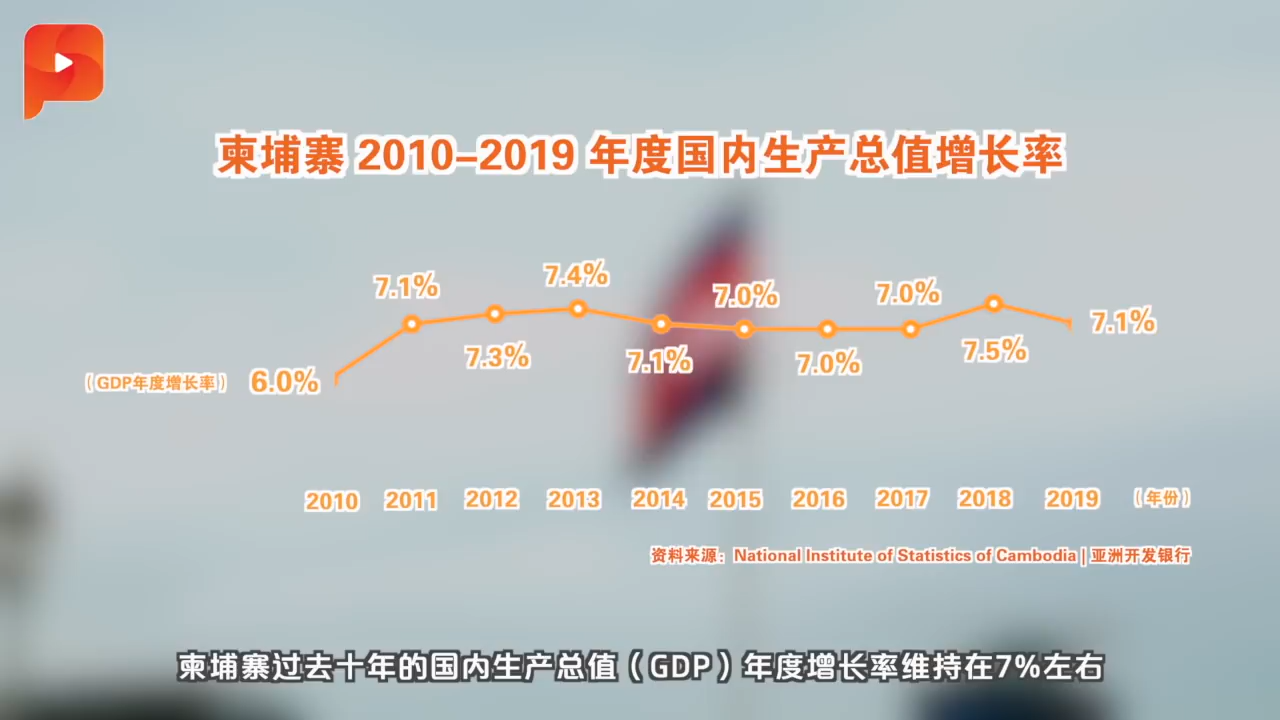 柬埔寨 2010-2019 年度国内生产总值增长率
7.1%
7.4%
7.0%
7.0%
7.1%
7.3%
7.1%
7.0%
7.5%
（GDP年度增长率） 6.0%
2010 2011 2012 2013 2014 2015 2016 2017 2018 2019 （年份）
资料来源：National Institute of Statistics of Cambodia | 亚洲开发银行
柬埔寨过去十年的国内生产总值（GDP）年度增长率维持在7%左右